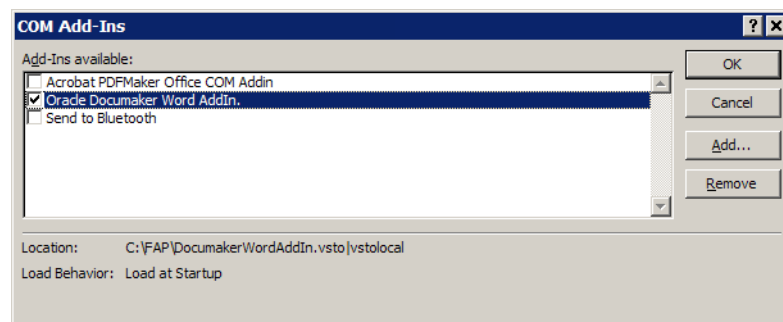 COM Add-Ins
Add-Ins available:
Acrobat PDFMaker Office COM Addin
Oracle Documaker Word AddIn.
Send to Bluetooth
OK
Cancel
Add...
Remove
Location: C:\FAP\DocumakerWordAddIn.vsto|vstolocal
Load Behavior: Load at Startup